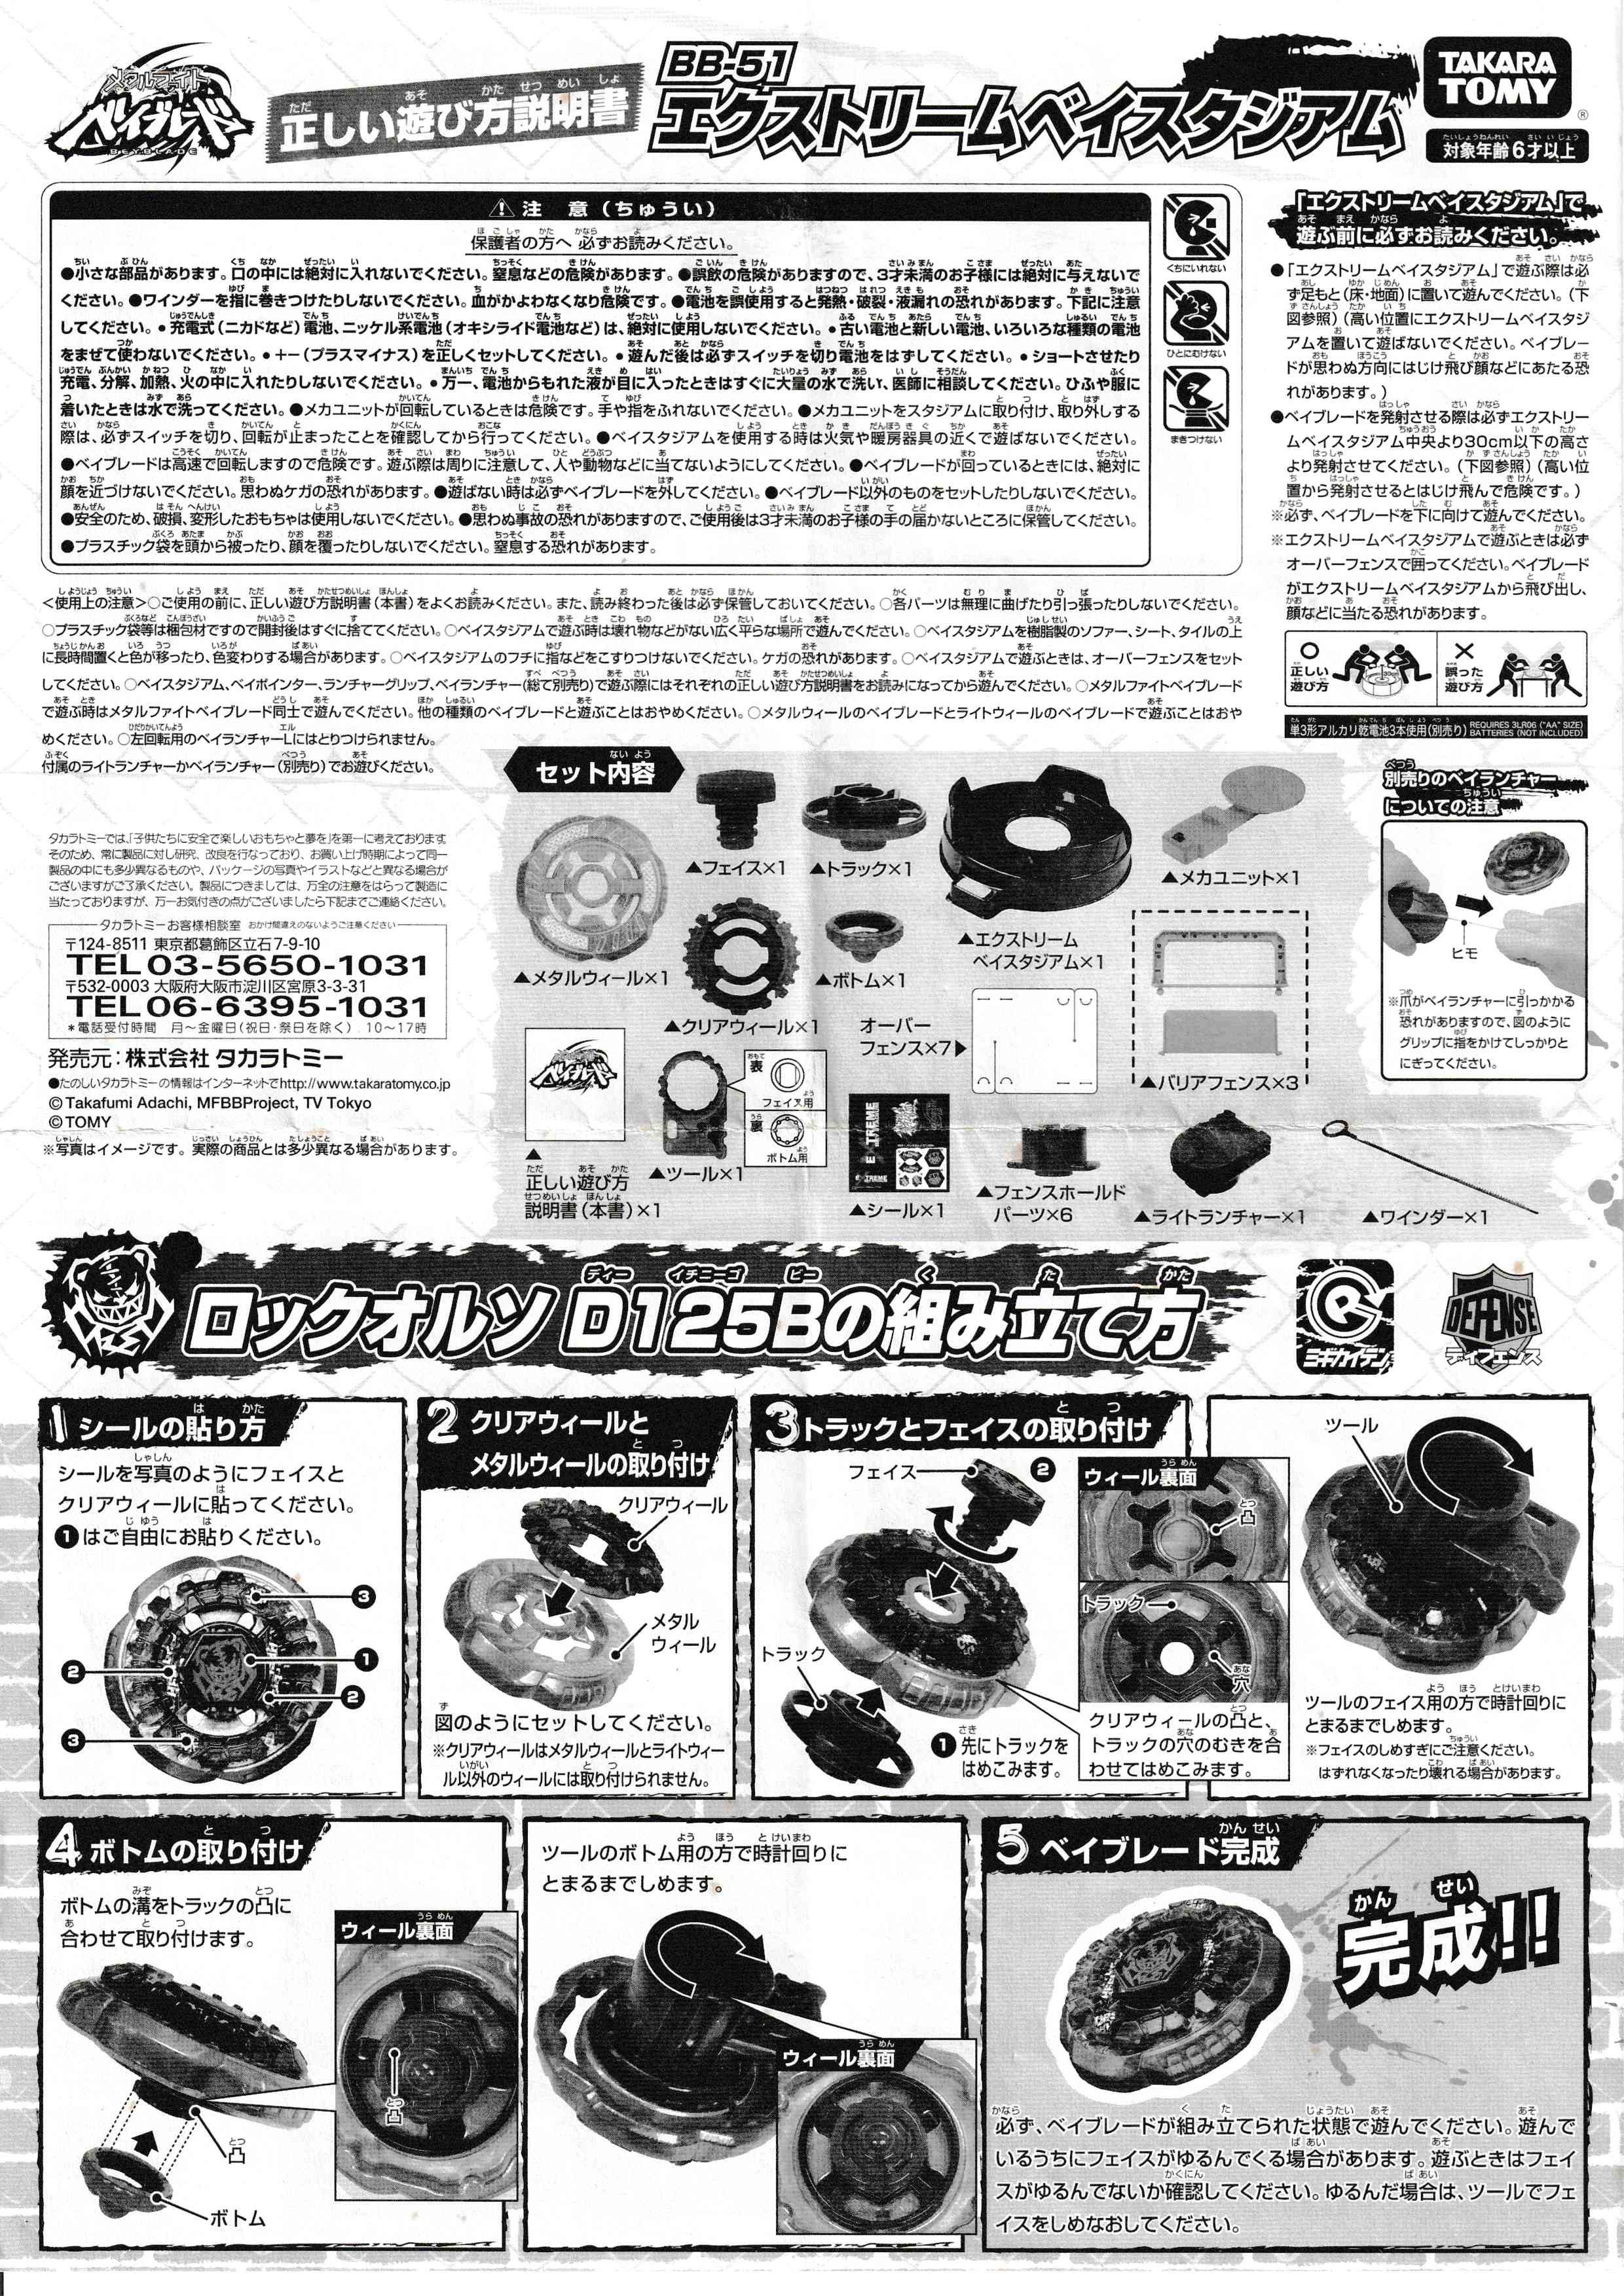 メタルファイト
ベイブレード
BEYBLADE
正しい遊び方説明書
BB-51
エクストリームベイスタジアム
TAKARA
TOMY
®
対象年齢6才以上
⚠注 意（ちゅうい）
保護者の方へ 必ずお読みください。
●小さな部品があります。口の中には絶対に入れないでください。窒息などの危険があります。●誤飲の危険がありますので、3才未満のお子様には絶対に与えないで
ください。●ワインダーを指に巻きつけたりしないでください。血がかよわなくなり危険です。●電池を誤使用すると発熱・破裂・液漏れの恐れがあります。下記に注意
してください。•充電式（ニカドなど）電池、ニッケル系電池（オキシライド電池など）は、絶対に使用しないでください。•古い電池と新しい電池、いろいろな種類の電池
をまぜて使わないでください。•＋−（プラスマイナス）を正しくセットしてください。•遊んだ後は必ずスイッチを切り電池をはずしてください。•ショートさせたり
充電、分解、加熱、火の中に入れたりしないでください。•万一、電池からもれた液が目に入ったときはすぐに大量の水で洗い、医師に相談してください。ひふや服に
着いたときは水で洗ってください。●メカユニットが回転しているときは危険です。手や指をふれないでください。●メカユニットをスタジアムに取り付け、取り外しする
際は、必ずスイッチを切り、回転が止まったことを確認してから行ってください。●ベイスタジアムを使用する時は火気や暖房器具の近くで遊ばないでください。
●ベイブレードは高速で回転しますので危険です。遊ぶ際は周りに注意して、人や動物などに当てないようにしてください。●ベイブレードが回っているときには、絶対に
顔を近づけないでください。思わぬケガの恐れがあります。●遊ばない時は必ずベイブレードを外してください。●ベイブレード以外のものをセットしたりしないでください。
●安全のため、破損、変形したおもちゃは使用しないでください。●思わぬ事故の恐れがありますので、ご使用後は3才未満のお子様の手の届かないところに保管してください。
●プラスチック袋を頭から被ったり、顔を覆ったりしないでください。窒息する恐れがあります。
くちにいれない
ひとにむけない
まきつけない
「エクストリームベイスタジアム」で
遊ぶ前に必ずお読みください。
●「エクストリームベイスタジアム」で遊ぶ際は必
ず足もと（床・地面）に置いて遊んでください。（下
図参照）（高い位置にエクストリームベイスタジ
アムを置いて遊ばないでください。ベイブレー
ドが思わぬ方向にはじけ飛び顔などにあたる恐
れがあります。）
●ベイブレードを発射させる際は必ずエクストリー
ムベイスタジアム中央より30cm以下の高さ
より発射させてください。（下図参照）（高い位
置から発射させるとはじけ飛んで危険です。）
※必ず、ベイブレードを下に向けて遊んでください。
※エクストリームベイスタジアムで遊ぶときは必ず
オーバーフェンスで囲ってください。ベイブレード
がエクストリームベイスタジアムから飛び出し、
顔などに当たる恐れがあります。
○
正しい
遊び方
30cm
×
誤った
遊び方
単3形アルカリ乾電池3本使用（別売り）REQUIRES 3LR06 ("AA" SIZE) BATTERIES (NOT INCLUDED)
＜使用上の注意＞○ご使用の前に、正しい遊び方説明書（本書）をよくお読みください。また、読み終わった後は必ず保管しておいてください。○各パーツは無理に曲げたり引っ張ったりしないでください。
○プラスチック袋等は梱包材ですので開封後はすぐに捨ててください。○ベイスタジアムで遊ぶ時は壊れ物などがない広く平らな場所で遊んでください。○ベイスタジアムを樹脂製のソファー、シート、タイルの上
に長時間置くと色が移ったり、色変わりする場合があります。○ベイスタジアムのフチに指などをこすりつけないでください。ケガの恐れがあります。○ベイスタジアムで遊ぶときは、オーバーフェンスをセット
してください。○ベイスタジアム、ベイポインター、ランチャーグリップ、ベイランチャー（総て別売り）で遊ぶ際にはそれぞれの正しい遊び方説明書をお読みになってから遊んでください。○メタルファイトベイブレード
で遊ぶ時はメタルファイトベイブレード同士で遊んでください。他の種類のベイブレードと遊ぶことはおやめください。○メタルウィールのベイブレードとライトウィールのベイブレードで遊ぶことはおや
めください。○左回転用のベイランチャーLにはとりつけられません。
付属のライトランチャーかベイランチャー（別売り）でお遊びください。
タカラトミーでは、「子供たちに安全で楽しいおもちゃと夢を」を第一に考えております。
そのため、常に製品に対し研究、改良を行なっており、お買い上げ時期によって同一
製品の中にも多少異なるものや、パッケージの写真やイラストなどと異なる場合が
ございますがご了承ください。製品につきましては、万全の注意をはらって製造に
当たっておりますが、万一お気付きの点がございましたら下記までご連絡ください。
タカラトミーお客様相談室 おかけ間違えのないようご注意ください
〒124-8511 東京都葛飾区立石7-9-10
TEL03-5650-1031
〒532-0003 大阪府大阪市淀川区宮原3-3-31
TEL06-6395-1031
＊電話受付時間 月〜金曜日（祝日・祭日を除く） 10〜17時
発売元：株式会社 タカラトミー
●たのしいタカラトミーの情報はインターネットでhttp://www.takaratomy.co.jp
© Takafumi Adachi, MFBBProject, TV Tokyo
© TOMY
※写真はイメージです。実際の商品とは多少異なる場合があります。
セット内容
▲メタルウィール×1
▲フェイス×1
▲トラック×1
▲クリアウィール×1
▲ボトム×1
▲エクストリーム
ベイスタジアム×1
▲メカユニット×1
オーバー
フェンス×7▶
▲バリアフェンス×3
▲
正しい遊び方
説明書（本書）×1
表
フェイス用
裏
ボトム用
▲ツール×1
EXTREME
▲シール×1
▲フェンスホールド
パーツ×6
▲ライトランチャー×1
▲ワインダー×1
別売りのベイランチャー
についての注意
ヒモ
※爪がベイランチャーに引っかかる
恐れがありますので、図のように
グリップに指をかけてしっかりと
にぎってください。
ロックオルソ D125Bの組み立て方
ミギカイテン
DEFENSE
ディフェンス
1 シールの貼り方
シールを写真のようにフェイスと
クリアウィールに貼ってください。
❶はご自由にお貼りください。
❸
❶
❷
❷
❸
2 クリアウィールと
メタルウィールの取り付け
クリアウィール
メタル
ウィール
図のようにセットしてください。
※クリアウィールはメタルウィールとライトウィー
ル以外のウィールには取り付けられません。
3 トラックとフェイスの取り付け
フェイス
❷
トラック
❶ 先にトラックを
はめこみます。
ウィール裏面
凸
トラック
穴
クリアウィールの凸と、
トラックの穴のむきを合
わせてはめこみます。
ツール
ツールのフェイス用の方で時計回りに
とまるまでしめます。
※フェイスのしめすぎにご注意ください。
はずれなくなったり壊れる場合があります。
4 ボトムの取り付け
ボトムの溝をトラックの凸に
合わせて取り付けます。
ウィール裏面
凸
凸
ボトム
ツールのボトム用の方で時計回りに
とまるまでしめます。
ウィール裏面
5 ベイブレード完成
完成!!
必ず、ベイブレードが組み立てられた状態で遊んでください。遊んで
いるうちにフェイスがゆるんでくる場合があります。遊ぶときはフェイ
スがゆるんでないか確認してください。ゆるんだ場合は、ツールでフェ
イスをしめなおしてください。